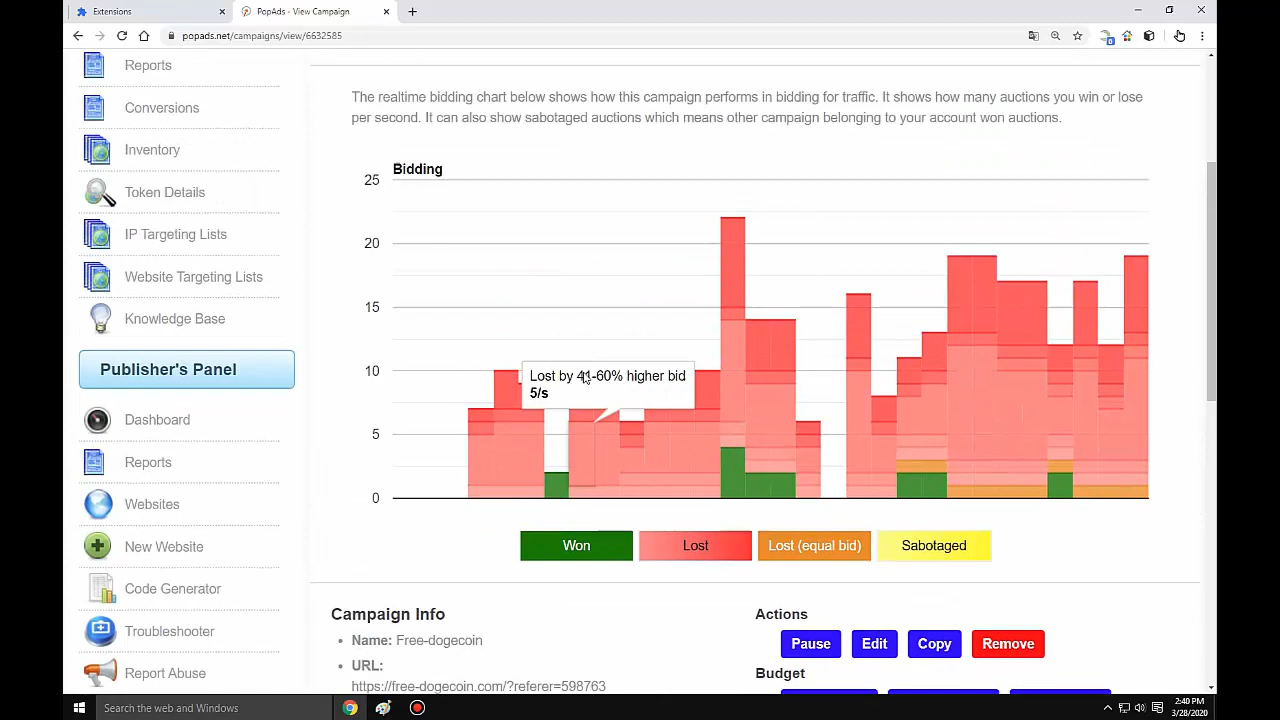 Extensions
PopAds - View Campaign
popads.net/campaigns/view/6632585
0
Reports
Conversions
Inventory
Token Details
IP Targeting Lists
Website Targeting Lists
Knowledge Base
Publisher's Panel
Dashboard
Reports
Websites
New Website
Code Generator
Troubleshooter
Report Abuse
The realtime bidding chart below shows how this campaign performs in bidding for traffic. It shows how many auctions you win or lose
per second. It can also show sabotaged auctions which means other campaign belonging to your account won auctions.
Bidding
25
20
15
10
5
0
Lost by 41-60% higher bid
5/s
Won
Lost
Lost (equal bid)
Sabotaged
Campaign Info
• Name: Free-dogecoin
• URL:
https://free-dogecoin.com/?referer=598763
Actions
Pause
Edit
Copy
Remove
Budget
Search the web and Windows
2:40 PM
3/28/2020